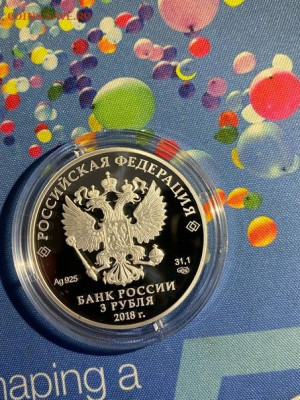 РОССИЙСКАЯ ФЕДЕРАЦИЯ
Ag 925
31,1
БАНК РОССИИ
3 РУБЛЯ
2018 г.
haping a